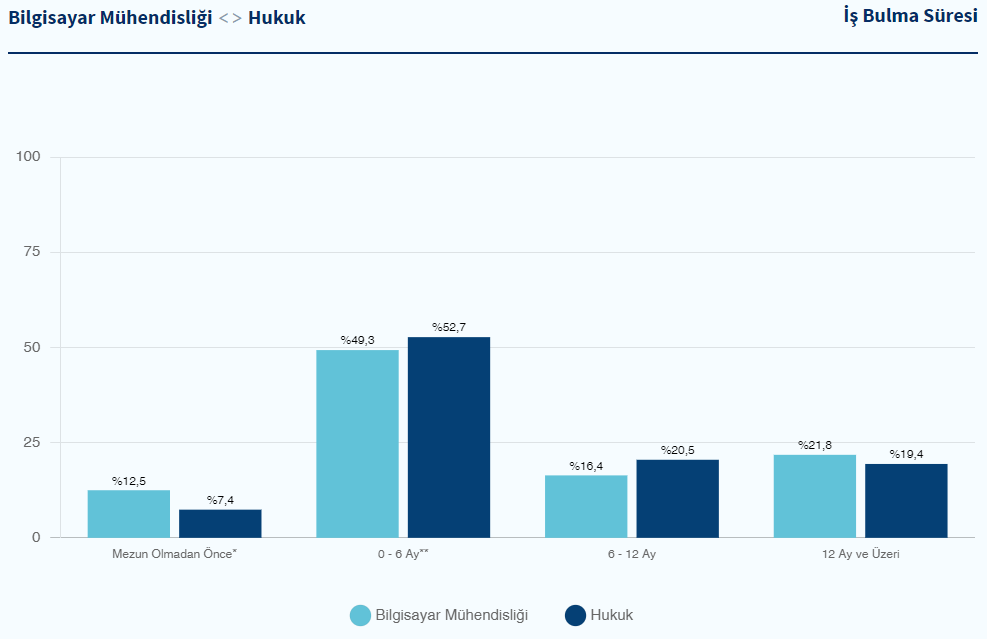 Bilgisayar Mühendisliği <> Hukuk
İş Bulma Süresi
100
75
50
25
0
%12,5
%7,4
%49,3
%52,7
%16,4
%20,5
%21,8
%19,4
Mezun Olmadan Önce*
0 - 6 Ay**
6 - 12 Ay
12 Ay ve Üzeri
Bilgisayar Mühendisliği
Hukuk